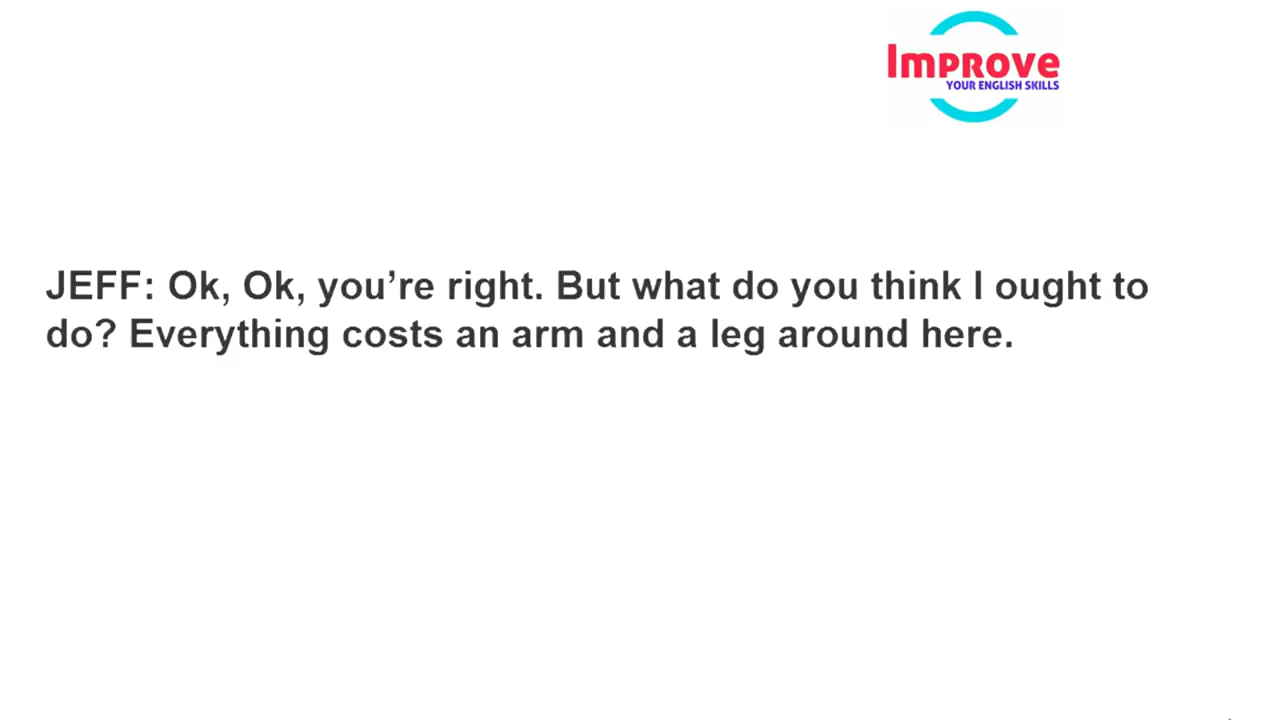 Improve
YOUR ENGLISH SKILLS
JEFF: Ok, Ok, you’re right. But what do you think I ought to
do? Everything costs an arm and a leg around here.